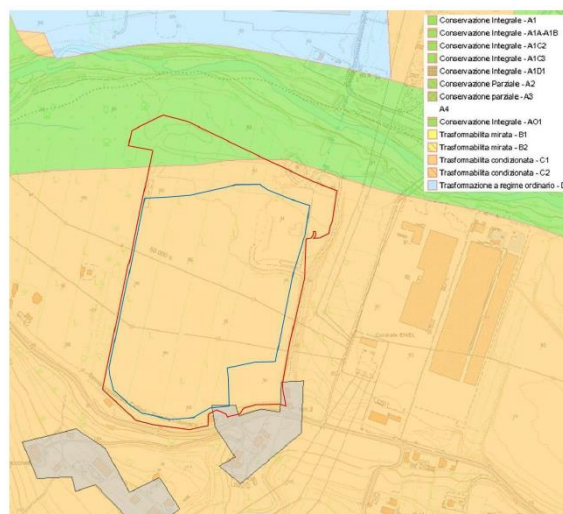 Conservazione Integrale - A1
Conservazione Integrale - A1A-A1B
Conservazione Integrale - A1C2
Conservazione Integrale - A1C3
Conservazione Integrale - A1D1
Conservazione Parziale - A2
Conservazione parziale - A3
A4
Conservazione Integrale - AO1
Trasformabilita mirata - B1
Trasformabilita mirata - B2
Trasformabilita condizionata - C1
Trasformabilita condizionata - C2
Trasformazione a regime ordinario - D